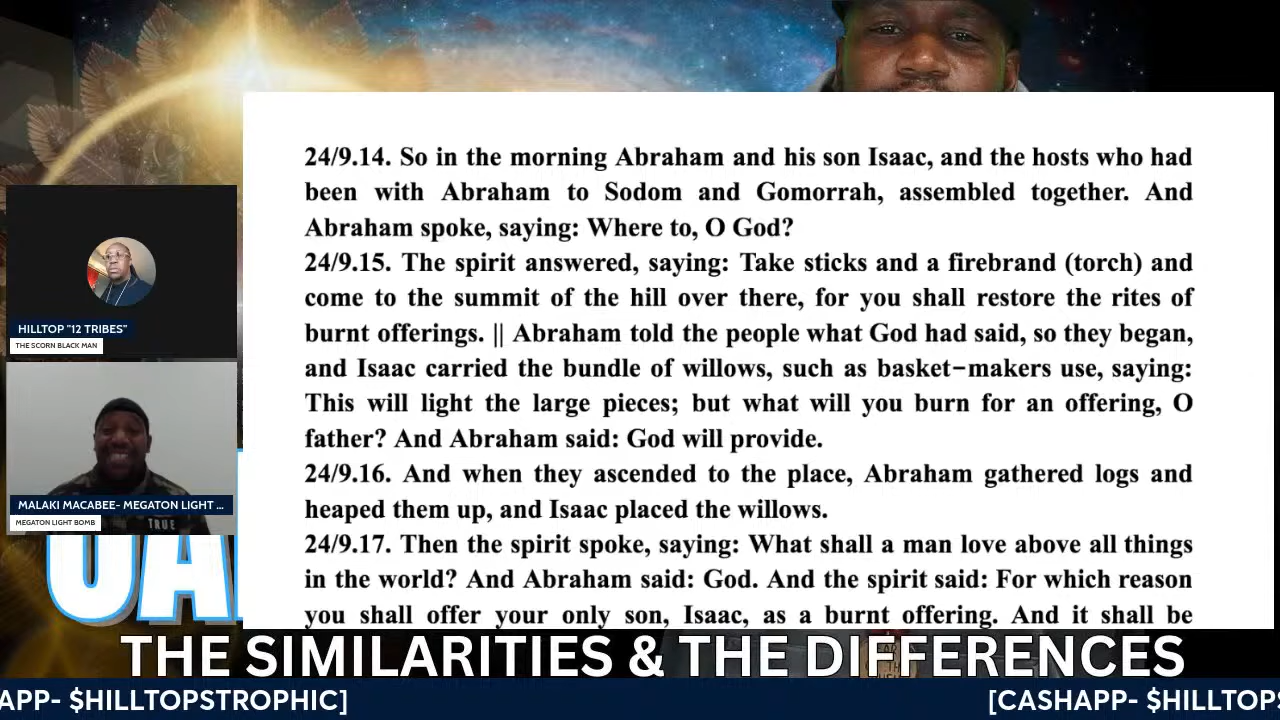 24/9.14. So in the morning Abraham and his son Isaac, and the hosts who had
been with Abraham to Sodom and Gomorrah, assembled together. And
Abraham spoke, saying: Where to, O God?
24/9.15. The spirit answered, saying: Take sticks and a firebrand (torch) and
come to the summit of the hill over there, for you shall restore the rites of
burnt offerings. || Abraham told the people what God had said, so they began,
and Isaac carried the bundle of willows, such as basket–makers use, saying:
This will light the large pieces; but what will you burn for an offering, O
father? And Abraham said: God will provide.
24/9.16. And when they ascended to the place, Abraham gathered logs and
heaped them up, and Isaac placed the willows.
24/9.17. Then the spirit spoke, saying: What shall a man love above all things
in the world? And Abraham said: God. And the spirit said: For which reason
you shall offer your only son, Isaac, as a burnt offering. And it shall be
HILLTOP "12 TRIBES"
THE SCORN BLACK MAN
MALAKI MACABEE- MEGATON LIGHT ...
MEGATON LIGHT BOMB
TRUE
OA
THE SIMILARITIES & THE DIFFERENCES
APP- $HILLTOPSTROPHIC] [CASHAPP- $HILLTOPS